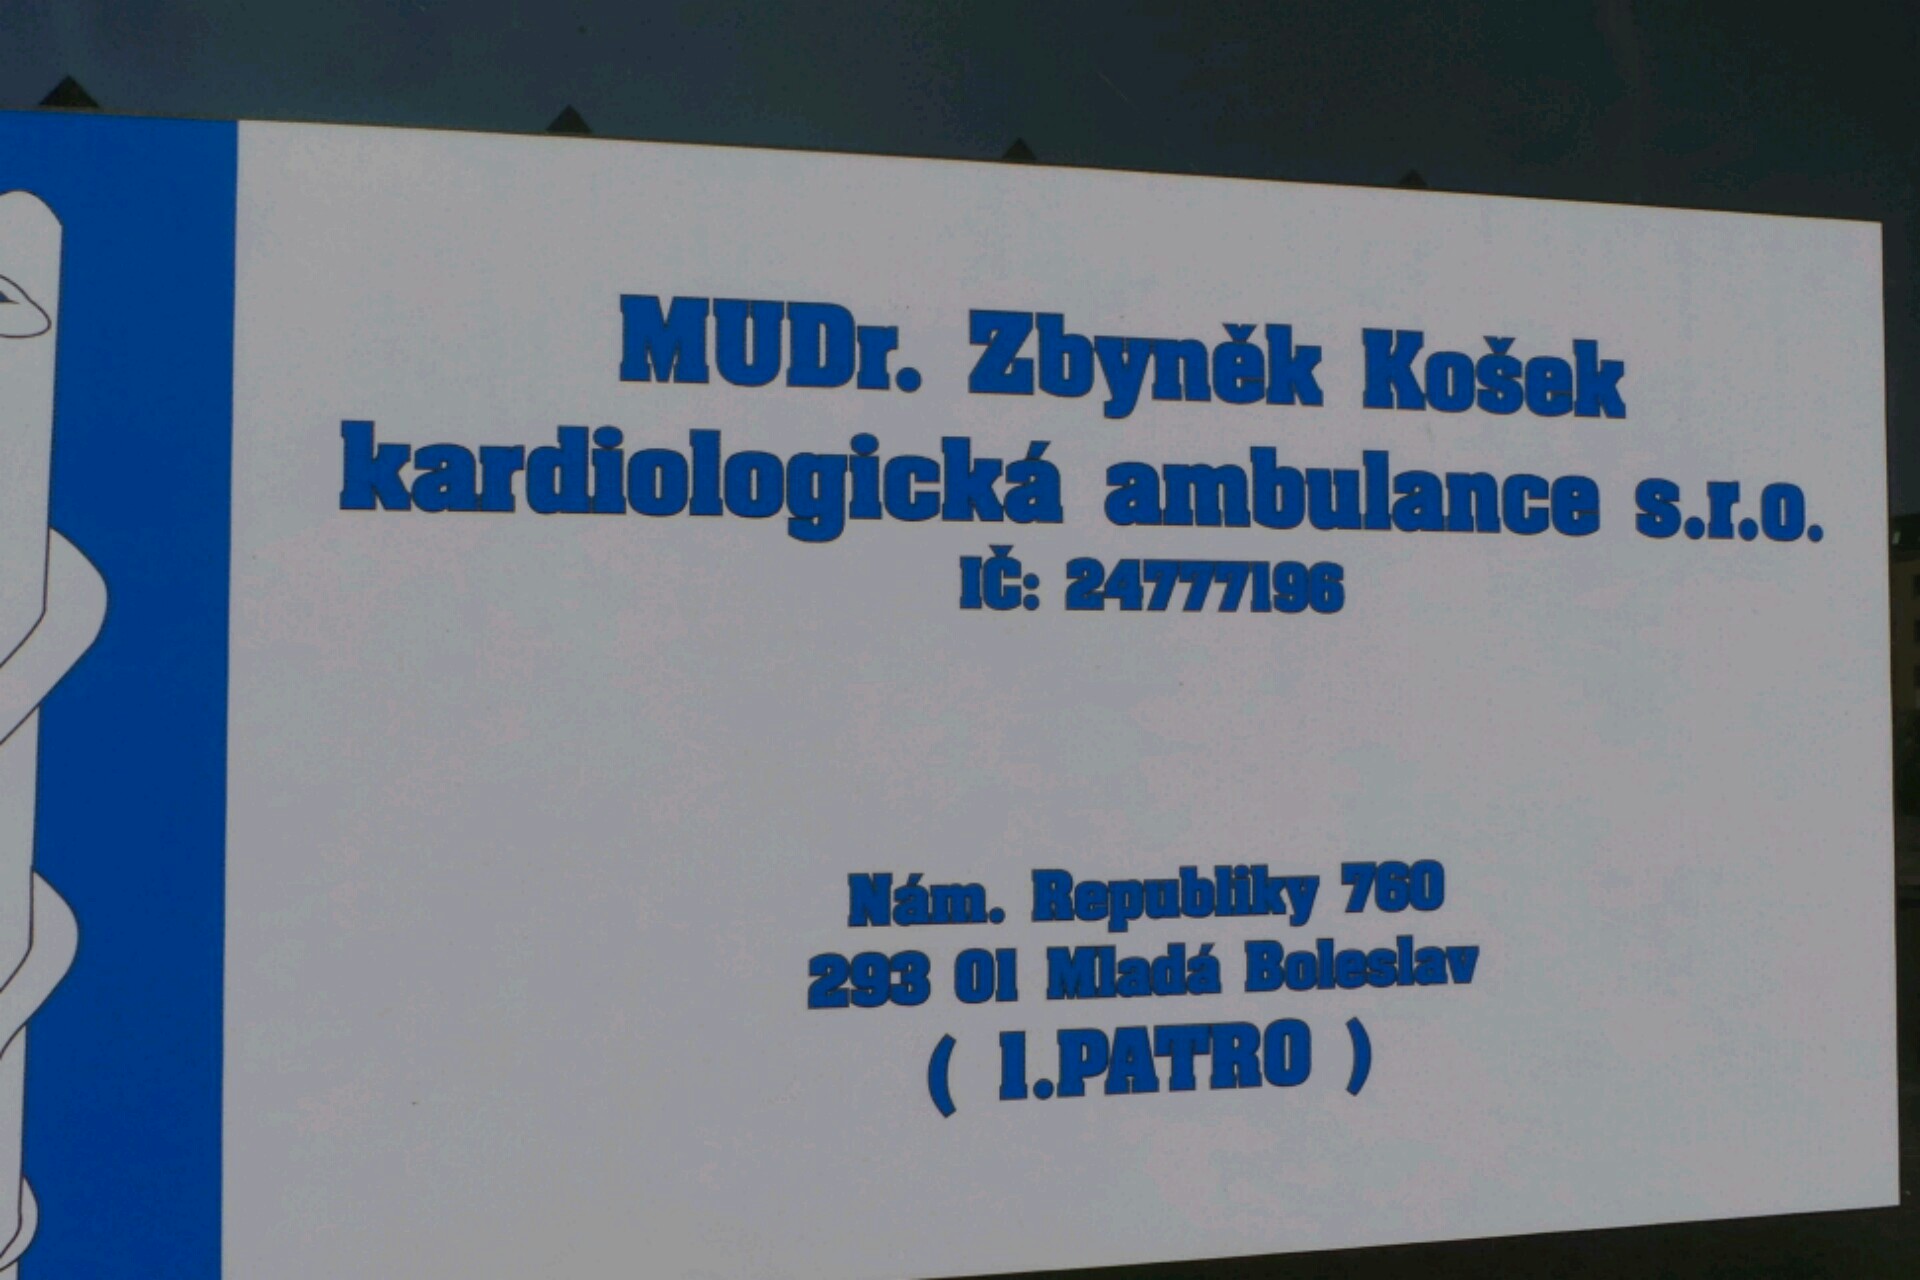 MUDr. Zbyněk Košek
kardiologická ambulance s.r.o.
IČ: 24777196
Nám. Republiky 760
293 01 Mladá Boleslav
( 1.PATRO )